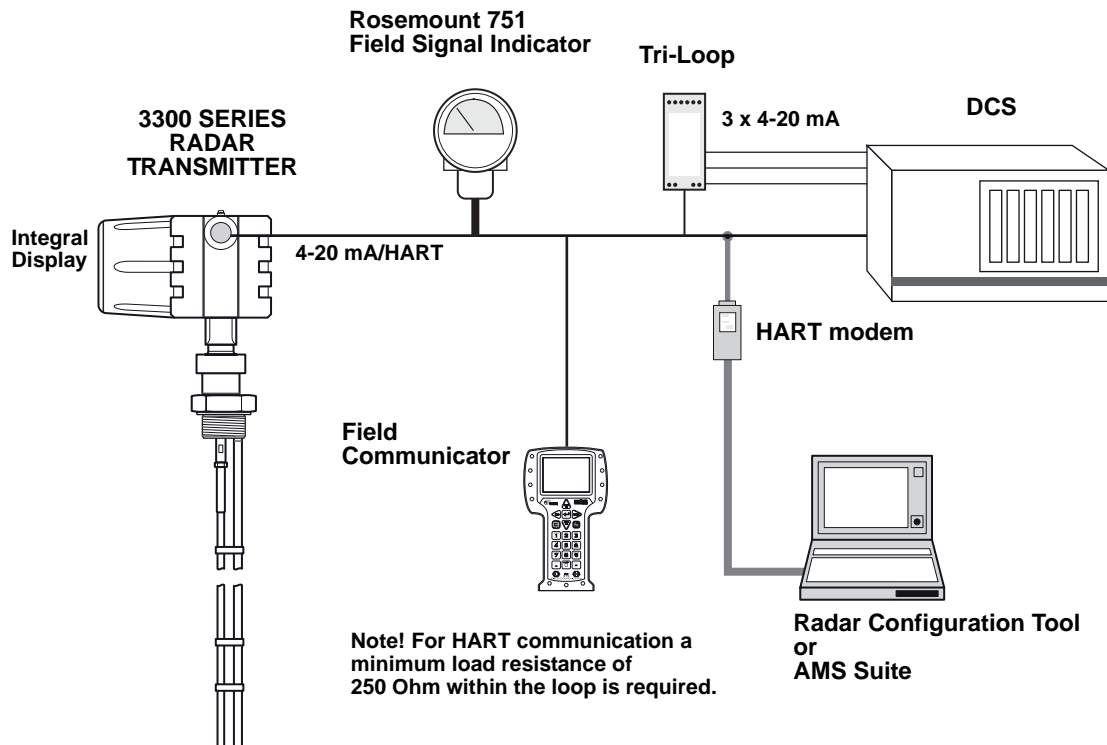 Rosemount 751
Field Signal Indicator
Tri-Loop
3 x 4-20 mA
DCS
3300 SERIES
RADAR
TRANSMITTER
Integral
Display
4-20 mA/HART
HART modem
Field
Communicator
Radar Configuration Tool
or
AMS Suite
Note! For HART communication a
minimum load resistance of
250 Ohm within the loop is required.